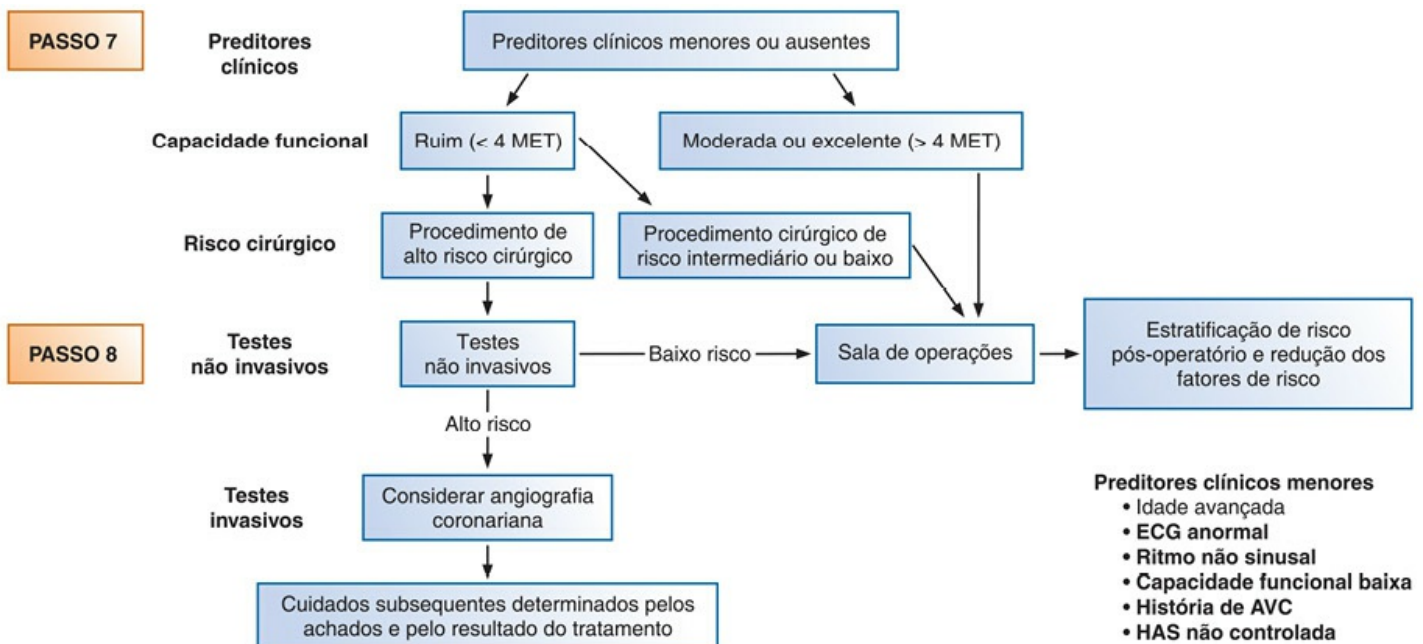 PASSO 7
Preditores
clínicos
Preditores clínicos menores ou ausentes
Capacidade funcional
Ruim (< 4 MET)
Moderada ou excelente (> 4 MET)
Risco cirúrgico
Procedimento de
alto risco cirúrgico
Procedimento cirúrgico de
risco intermediário ou baixo
PASSO 8
Testes
não invasivos
Testes
não invasivos
Baixo risco
Sala de operações
Estratificação de risco
pós-operatório e redução dos
fatores de risco
Alto risco
Testes
invasivos
Considerar angiografia
coronariana
Cuidados subsequentes determinados pelos
achados e pelo resultado do tratamento
Preditores clínicos menores
• Idade avançada
• ECG anormal
• Ritmo não sinusal
• Capacidade funcional baixa
• História de AVC
• HAS não controlada